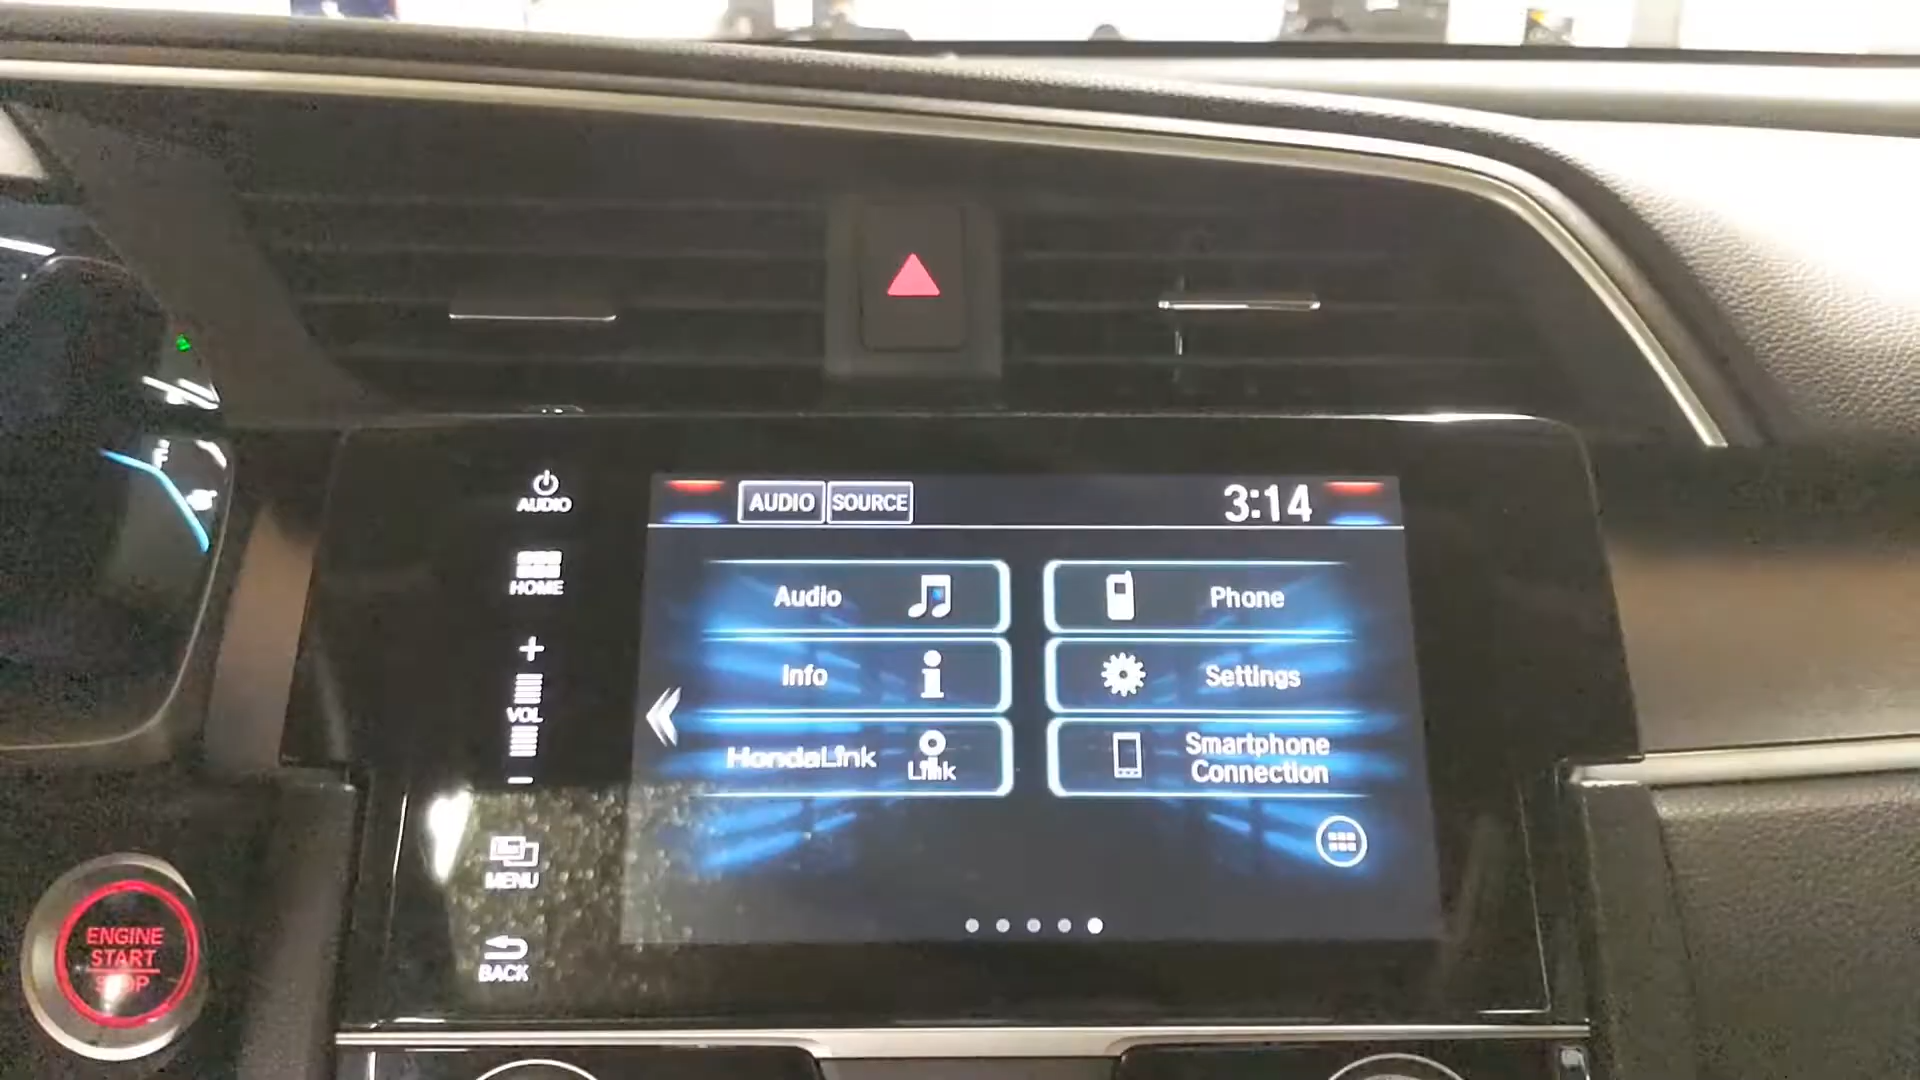 F
AUDIO
HOME
+
VOL
−
MENU
BACK
ENGINE
START
STOP
AUDIO SOURCE 3:14
Audio
Phone
Info
Settings
HondaLink
Link
Smartphone
Connection